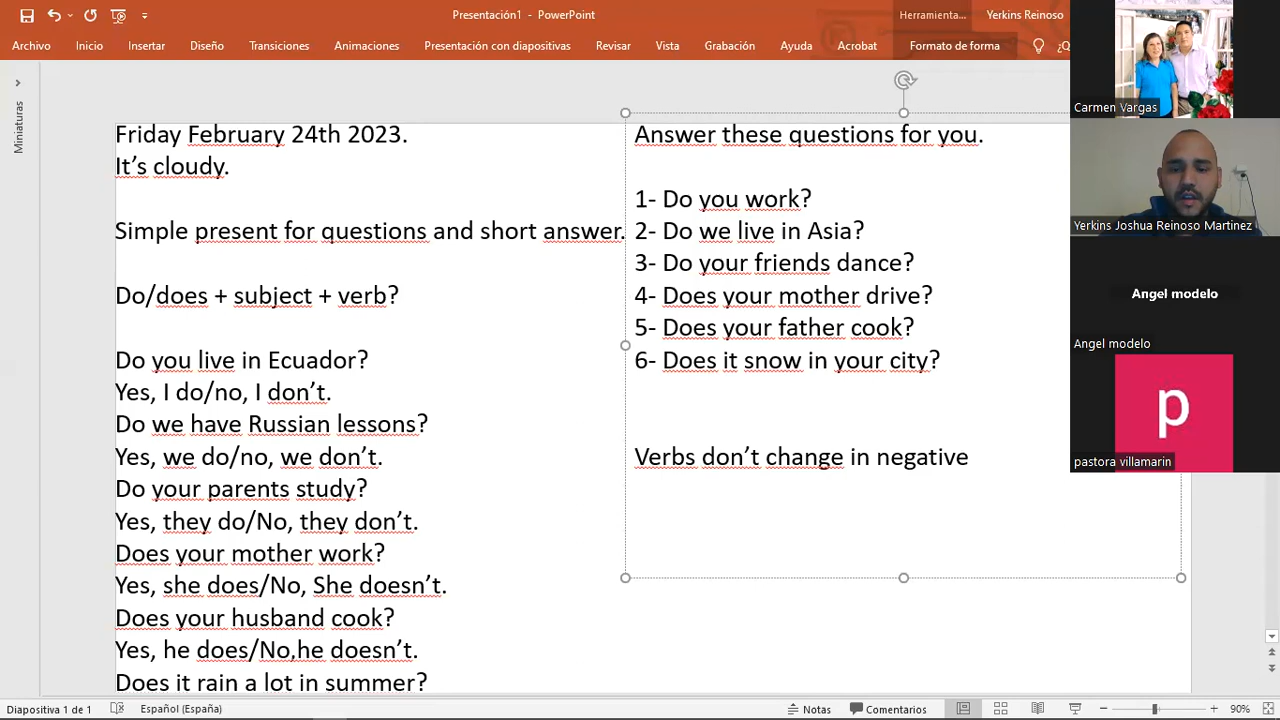 Presentación1 - PowerPoint
Herramienta...
Yerkins Reinoso
Archivo
Inicio
Insertar
Diseño
Transiciones
Animaciones
Presentación con diapositivas
Revisar
Vista
Grabación
Ayuda
Acrobat
Formato de forma
Miniaturas
Friday February 24th 2023.
It’s cloudy.
Simple present for questions and short answer.
Do/does + subject + verb?
Do you live in Ecuador?
Yes, I do/no, I don’t.
Do we have Russian lessons?
Yes, we do/no, we don’t.
Do your parents study?
Yes, they do/No, they don’t.
Does your mother work?
Yes, she does/No, She doesn’t.
Does your husband cook?
Yes, he does/No,he doesn’t.
Does it rain a lot in summer?
Answer these questions for you.
1- Do you work?
2- Do we live in Asia?
3- Do your friends dance?
4- Does your mother drive?
5- Does your father cook?
6- Does it snow in your city?
Verbs don’t change in negative
Carmen Vargas
Yerkins Joshua Reinoso Martinez
Angel modelo
Angel modelo
p
pastora villamarin
Diapositiva 1 de 1
Español (España)
Notas
Comentarios
90%